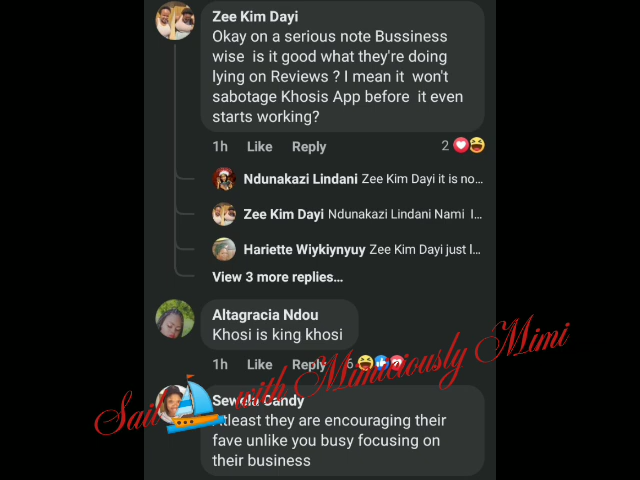 Zee Kim Dayi
Okay on a serious note Bussiness
wise is it good what they're doing
lying on Reviews ? I mean it won't
sabotage Khosis App before it even
starts working?
1h Like Reply 2
Ndunakazi Lindani Zee Kim Dayi it is no...
Zee Kim Dayi Ndunakazi Lindani Nami I...
Hariette Wiykiynyuy Zee Kim Dayi just I...
View 3 more replies...
Altagracia Ndou
Khosi is king khosi
1h Like Reply 6
Sail with Mimiciously Mimi
Candy
Atleast they are encouraging their
fave unlike you busy focusing on
their business